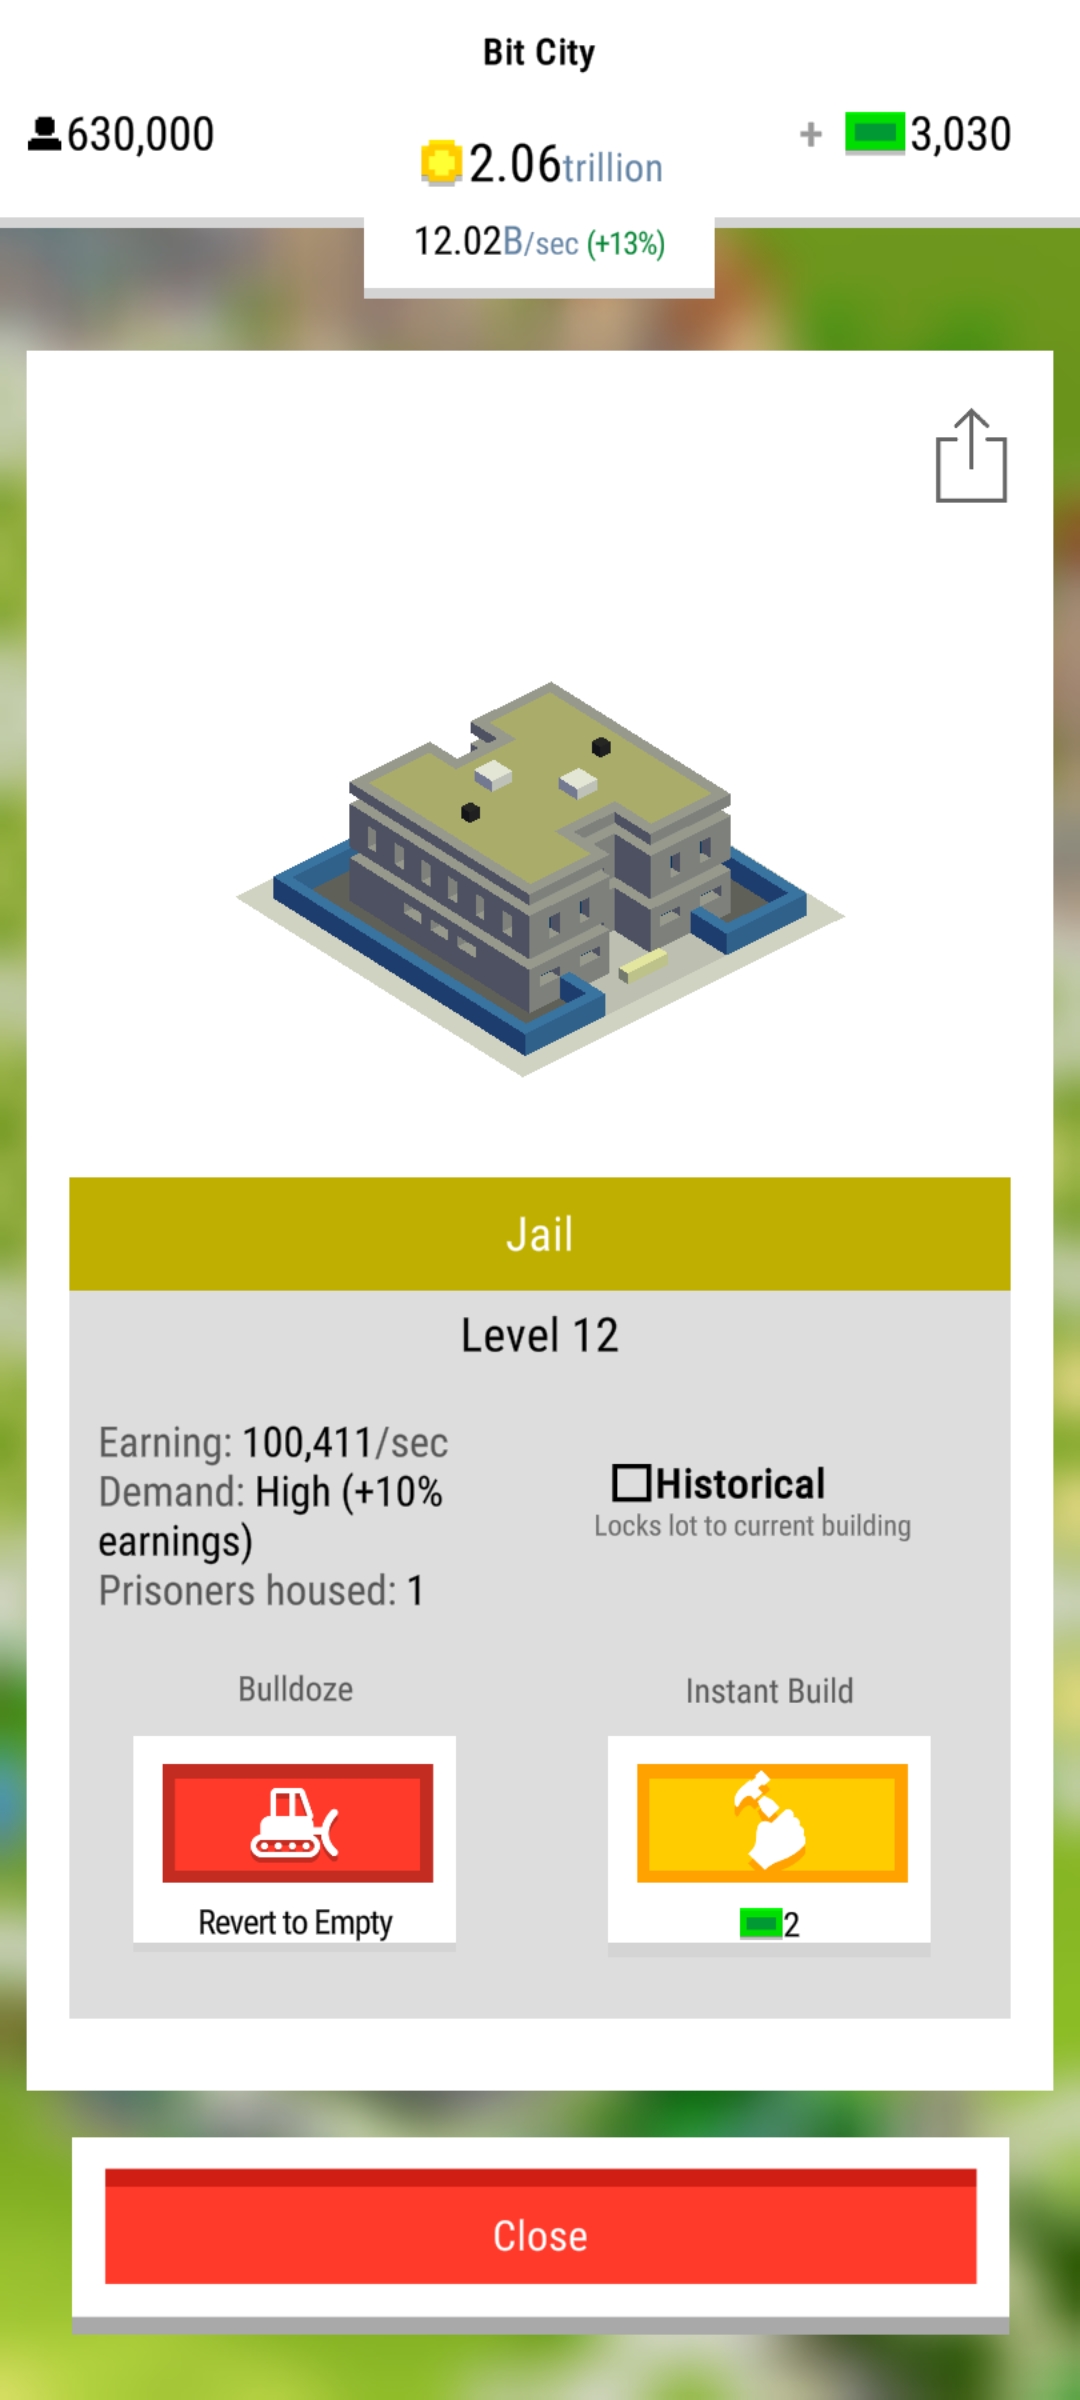 Bit City
630,000
2.06trillion
+ 3,030
12.02B/sec (+13%)
Jail
Level 12
Earning: 100,411/sec
Demand: High (+10%
earnings)
Prisoners housed: 1
Historical
Locks lot to current building
Bulldoze
Instant Build
Revert to Empty
2
Close